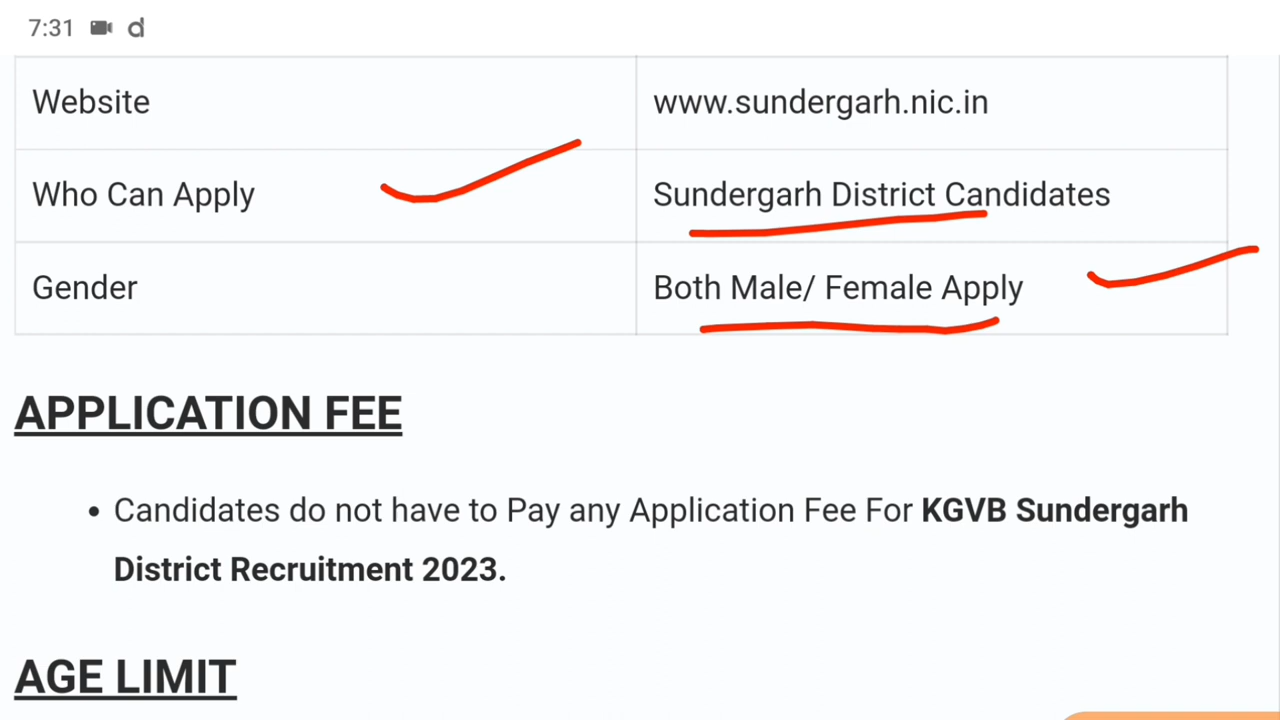 7:31
Website www.sundergarh.nic.in
Who Can Apply Sundergarh District Candidates
Gender Both Male/ Female Apply
APPLICATION FEE
• Candidates do not have to Pay any Application Fee For KGVB Sundergarh
District Recruitment 2023.
AGE LIMIT